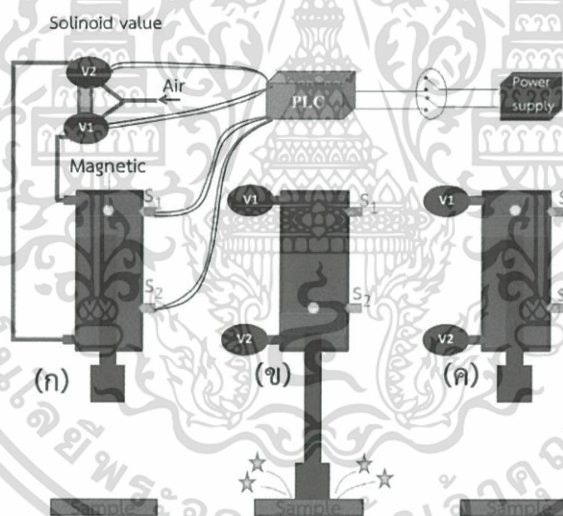 Solinoid value
V2
Air
V1
PLC
Power
supply
Magnetic
S1
S2
V1
S1
S2
V2
V1
S
S
V2
(ก)
(ข)
(ค)
Sample
Sample
Sample